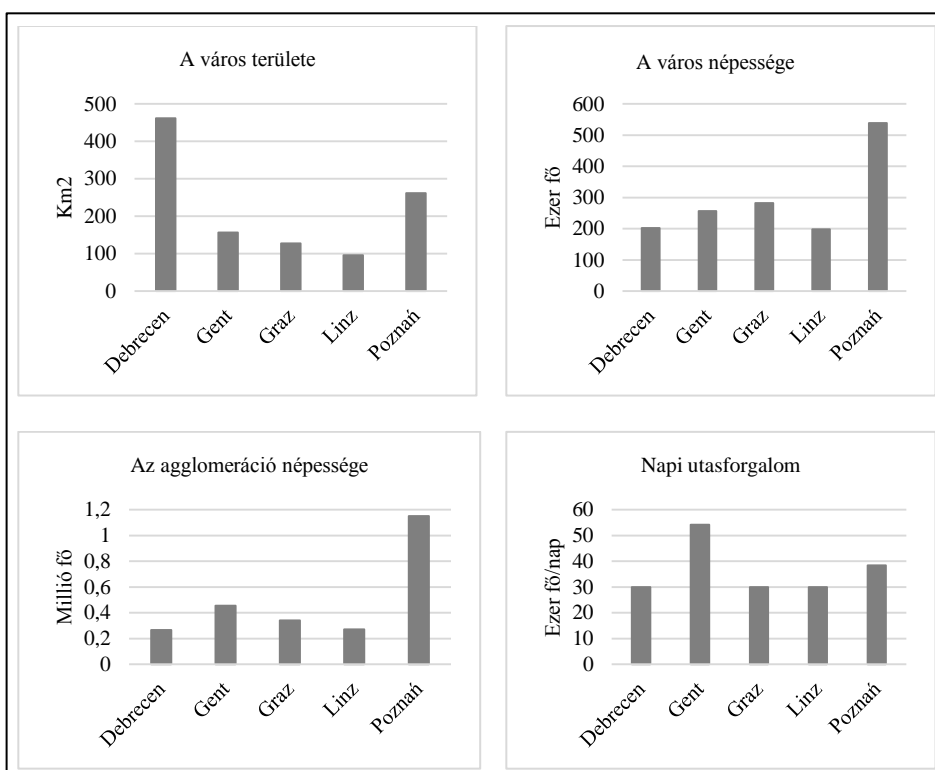 A város területe
Km2
500
400
300
200
100
0
Debrecen
Gent
Graz
Linz
Poznań
A város népessége
Ezer fő
600
500
400
300
200
100
0
Debrecen
Gent
Graz
Linz
Poznań
Az agglomeráció népessége
Millió fő
1,2
1
0,8
0,6
0,4
0,2
0
Debrecen
Gent
Graz
Linz
Poznań
Napi utasforgalom
Ezer fő/nap
60
50
40
30
20
10
0
Debrecen
Gent
Graz
Linz
Poznań